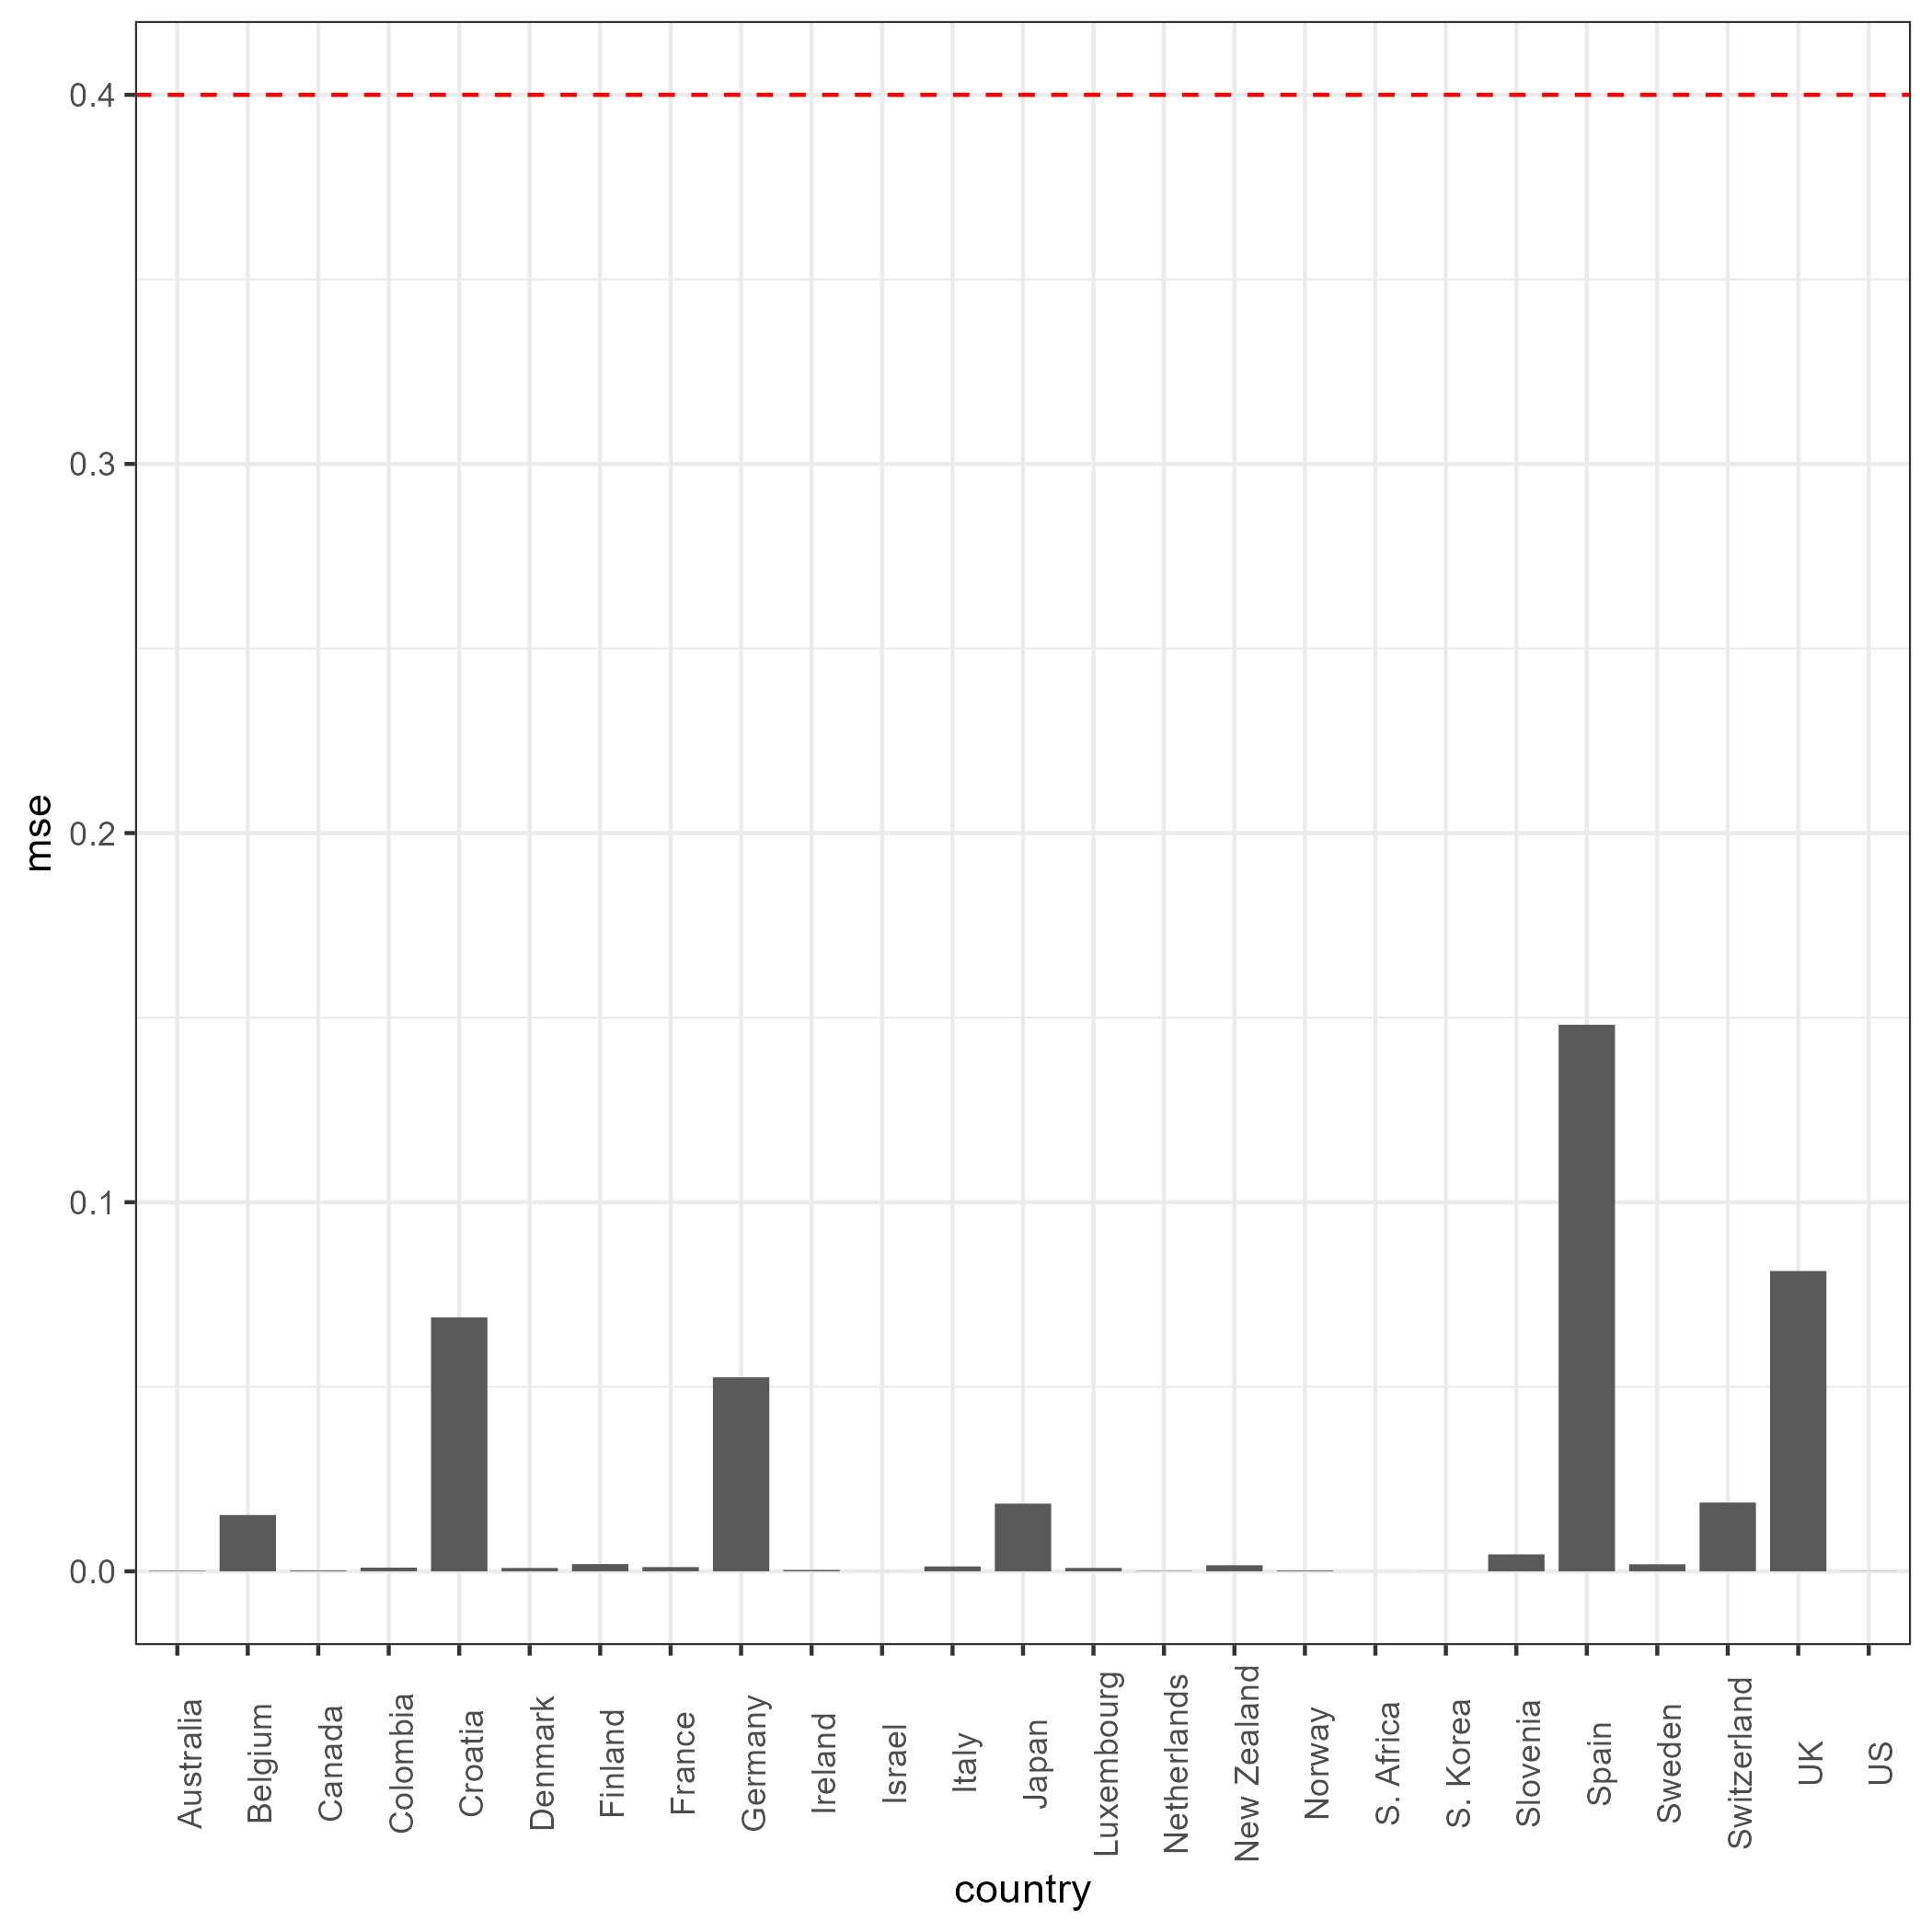 mse
0.4
0.3
0.2
0.1
0.0
Australia
Belgium
Canada
Colombia
Croatia
Denmark
Finland
France
Germany
Ireland
Israel
Italy
Japan
Luxembourg
Netherlands
New Zealand
Norway
S. Africa
S. Korea
Slovenia
Spain
Sweden
Switzerland
UK
US
country